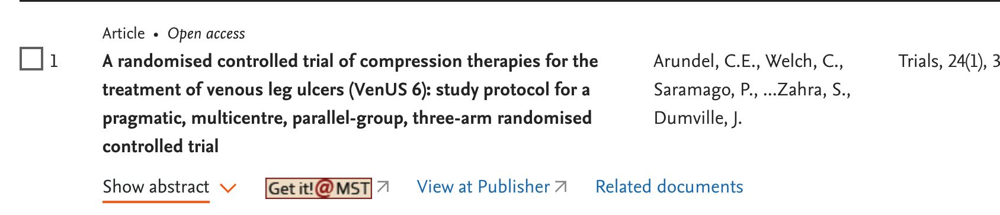 Article • Open access
1
A randomised controlled trial of compression therapies for the
treatment of venous leg ulcers (VenUS 6): study protocol for a
pragmatic, multicentre, parallel-group, three-arm randomised
controlled trial
Arundel, C.E., Welch, C.,
Saramago, P., ...Zahra, S.,
Dumville, J.
Trials, 24(1), 3
Show abstract
Get it!@MST
View at Publisher
Related documents